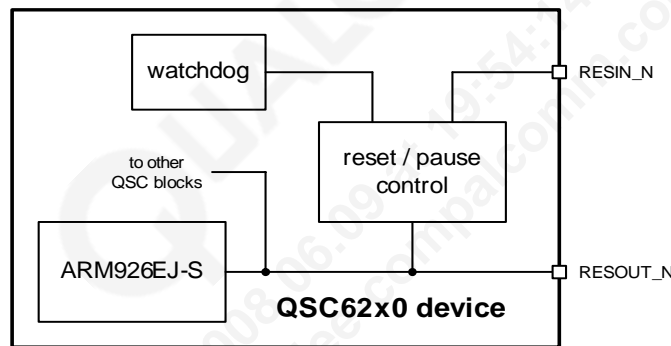 watchdog
RESIN_N
reset / pause
control
to other
QSC blocks
ARM926EJ-S
RESOUT_N
QSC62x0 device